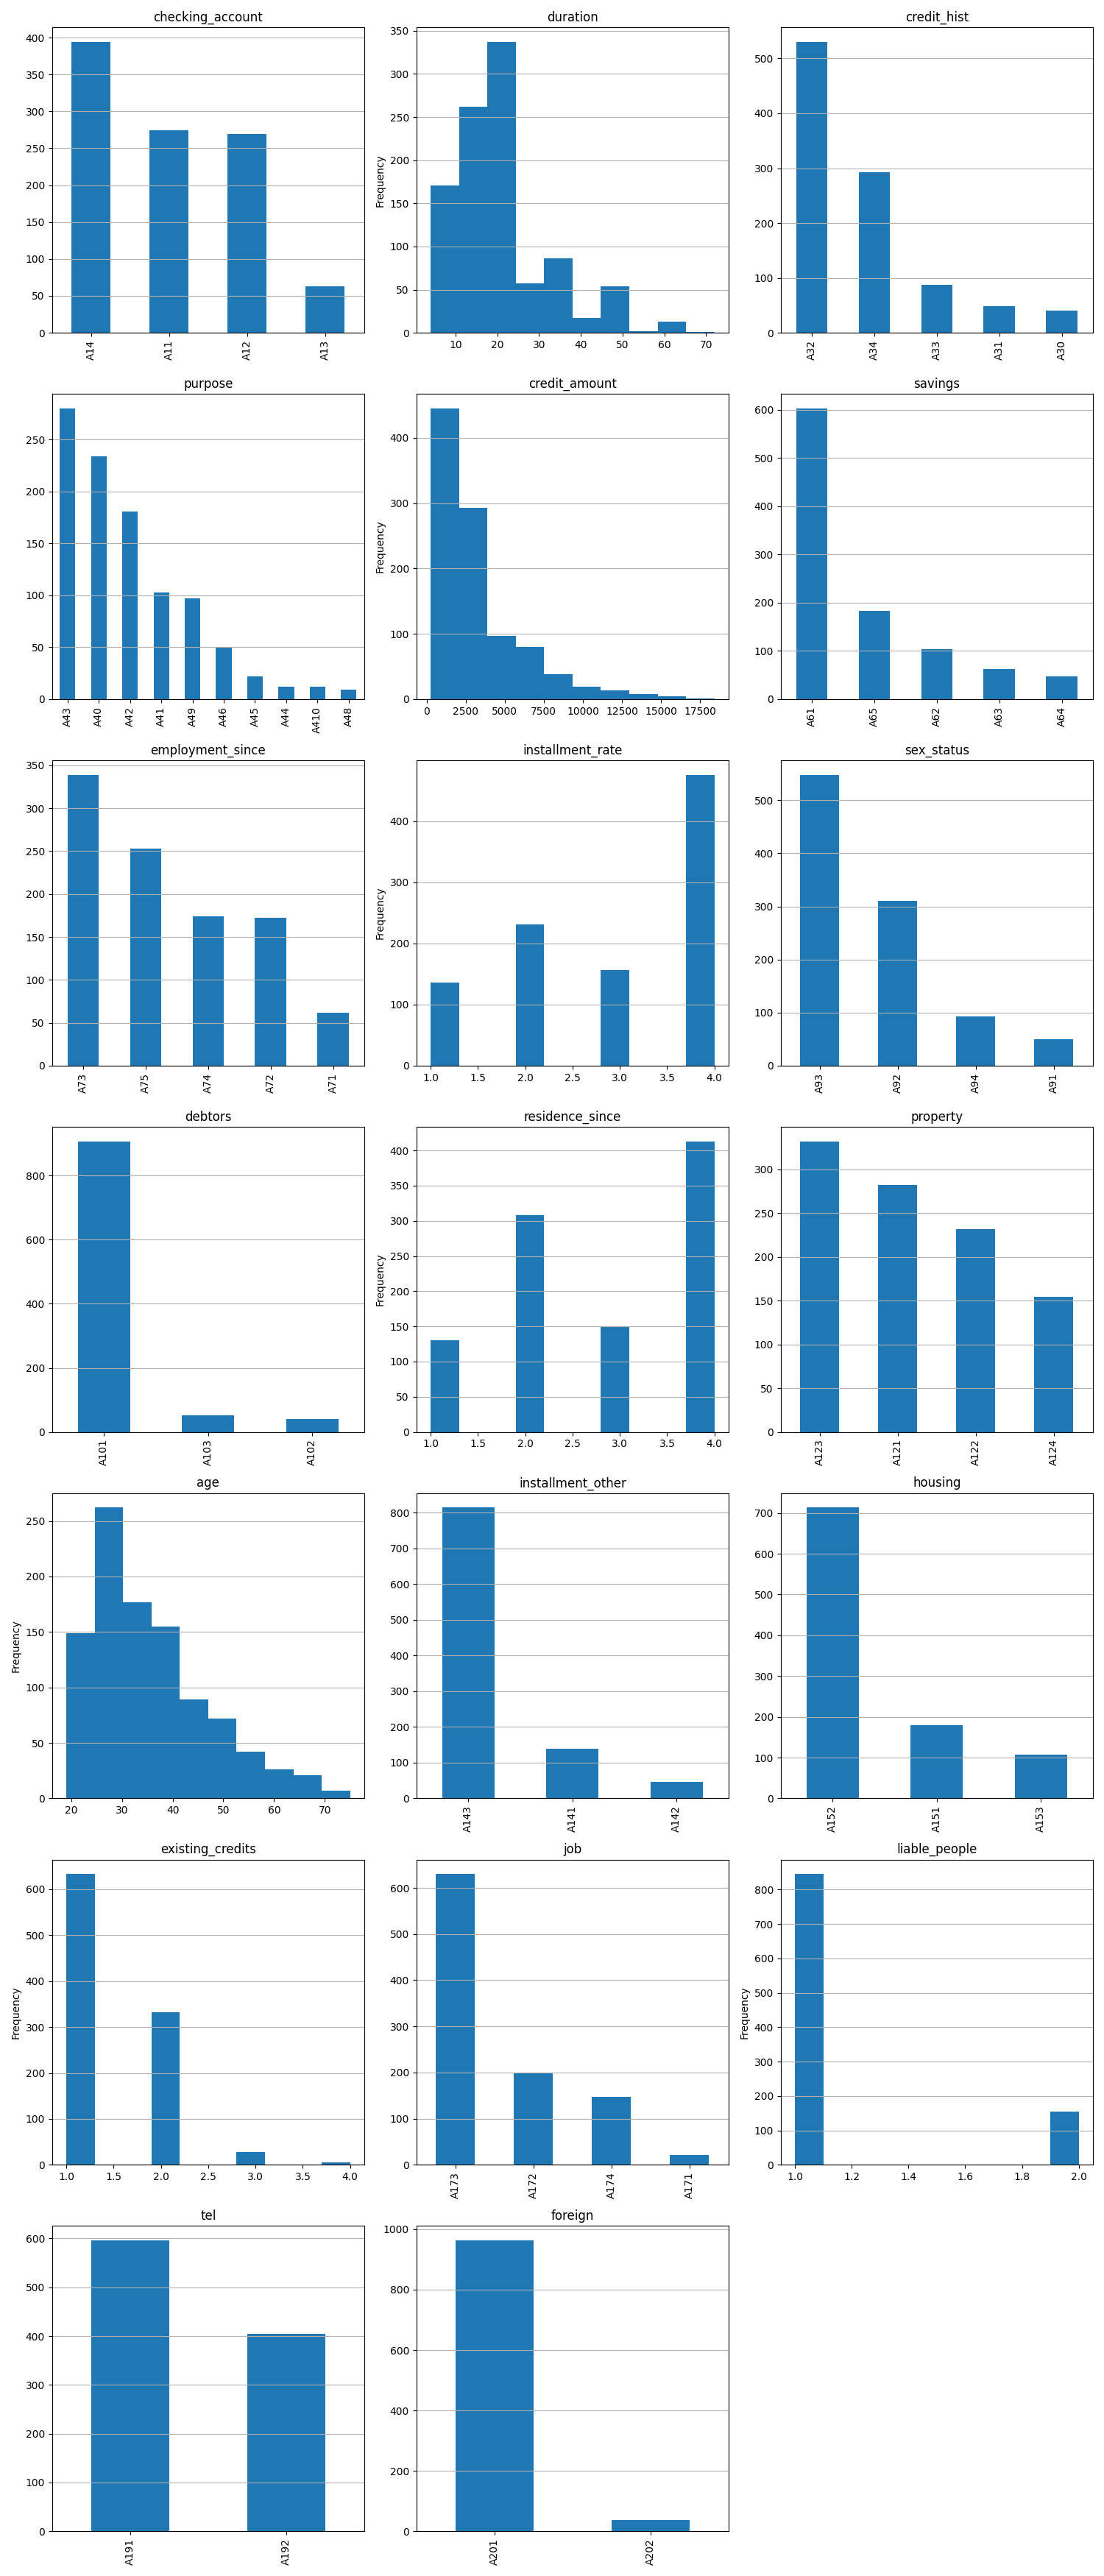 checking_account
400
350
300
250
200
150
100
50
0
A14
A11
A12
A13
duration
Frequency
350
300
250
200
150
100
50
0
10 20 30 40 50 60 70
credit_hist
500
400
300
200
100
0
A32
A34
A33
A31
A30
purpose
250
200
150
100
50
0
A43
A40
A42
A41
A49
A46
A45
A44
A410
A48
credit_amount
Frequency
400
300
200
100
0
0 2500 5000 7500 10000 12500 15000 17500
savings
600
500
400
300
200
100
0
A61
A65
A62
A63
A64
employment_since
350
300
250
200
150
100
50
0
A73
A75
A74
A72
A71
installment_rate
Frequency
400
300
200
100
0
1.0 1.5 2.0 2.5 3.0 3.5 4.0
sex_status
500
400
300
200
100
0
A93
A92
A94
A91
debtors
800
600
400
200
0
A101
A103
A102
residence_since
Frequency
400
350
300
250
200
150
100
50
0
1.0 1.5 2.0 2.5 3.0 3.5 4.0
property
300
250
200
150
100
50
0
A123
A121
A122
A124
age
Frequency
250
200
150
100
50
0
20 30 40 50 60 70
installment_other
800
700
600
500
400
300
200
100
0
A143
A141
A142
housing
700
600
500
400
300
200
100
0
A152
A151
A153
existing_credits
Frequency
600
500
400
300
200
100
0
1.0 1.5 2.0 2.5 3.0 3.5 4.0
job
600
500
400
300
200
100
0
A173
A172
A174
A171
liable_people
Frequency
800
700
600
500
400
300
200
100
0
1.0 1.2 1.4 1.6 1.8 2.0
tel
600
500
400
300
200
100
0
A191
A192
foreign
1000
800
600
400
200
0
A201
A202